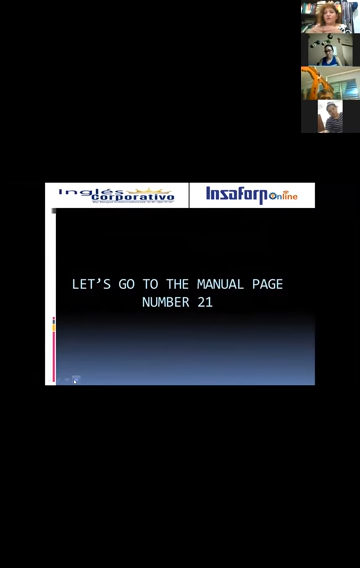 Inglés Corporativo
Insaforp Online
LET'S GO TO THE MANUAL PAGE
NUMBER 21